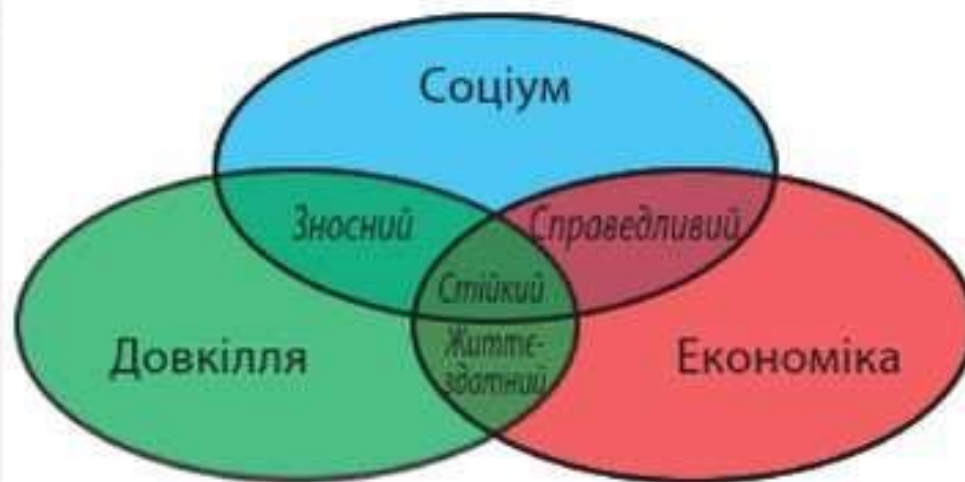 Соціум
Зносний
Справедливий
Стійкий
Життє-
здатний
Довкілля
Економіка